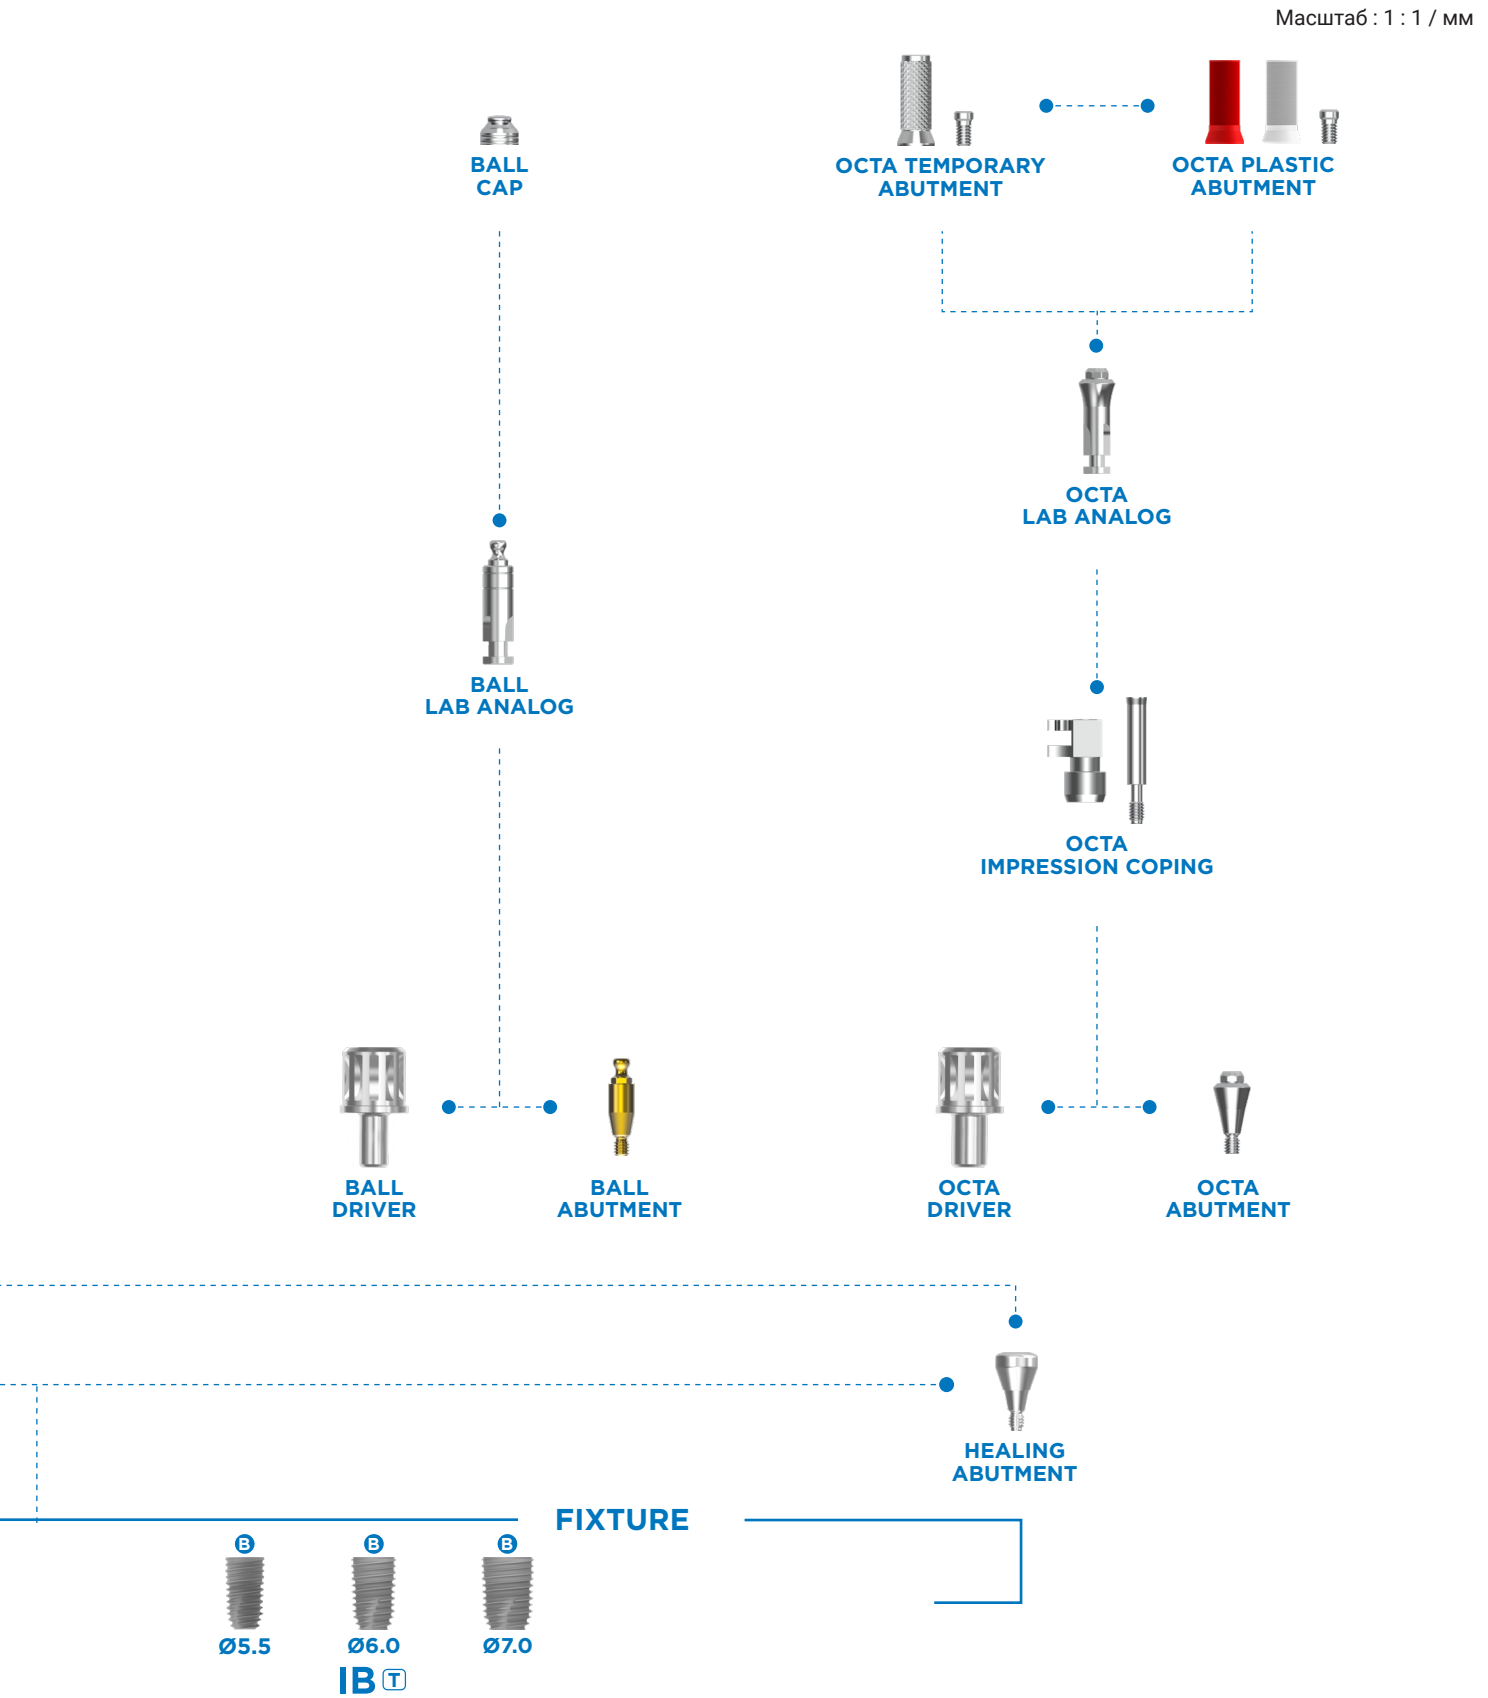 Масштаб : 1 : 1 / мм
BALL
CAP
OCTA TEMPORARY
ABUTMENT
OCTA PLASTIC
ABUTMENT
OCTA
LAB ANALOG
BALL
LAB ANALOG
OCTA
IMPRESSION COPING
BALL
DRIVER
BALL
ABUTMENT
OCTA
DRIVER
OCTA
ABUTMENT
HEALING
ABUTMENT
FIXTURE
B B B
Ø5.5 Ø6.0 Ø7.0
IB T